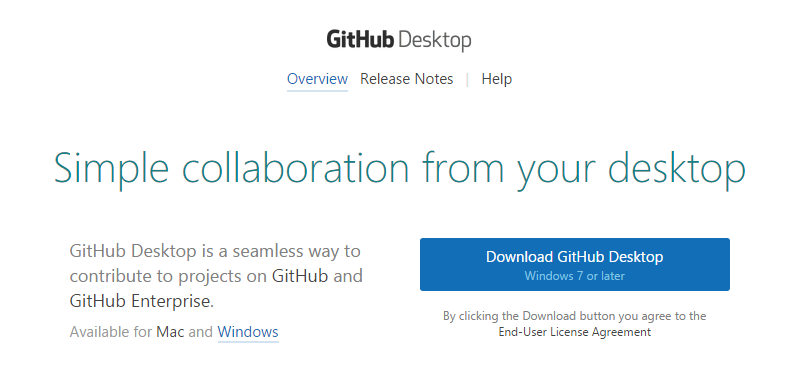 GitHub Desktop
Overview Release Notes | Help
Simple collaboration from your desktop
GitHub Desktop is a seamless way to
contribute to projects on GitHub and
GitHub Enterprise.
Available for Mac and Windows
Download GitHub Desktop
Windows 7 or later
By clicking the Download button you agree to the
End-User License Agreement